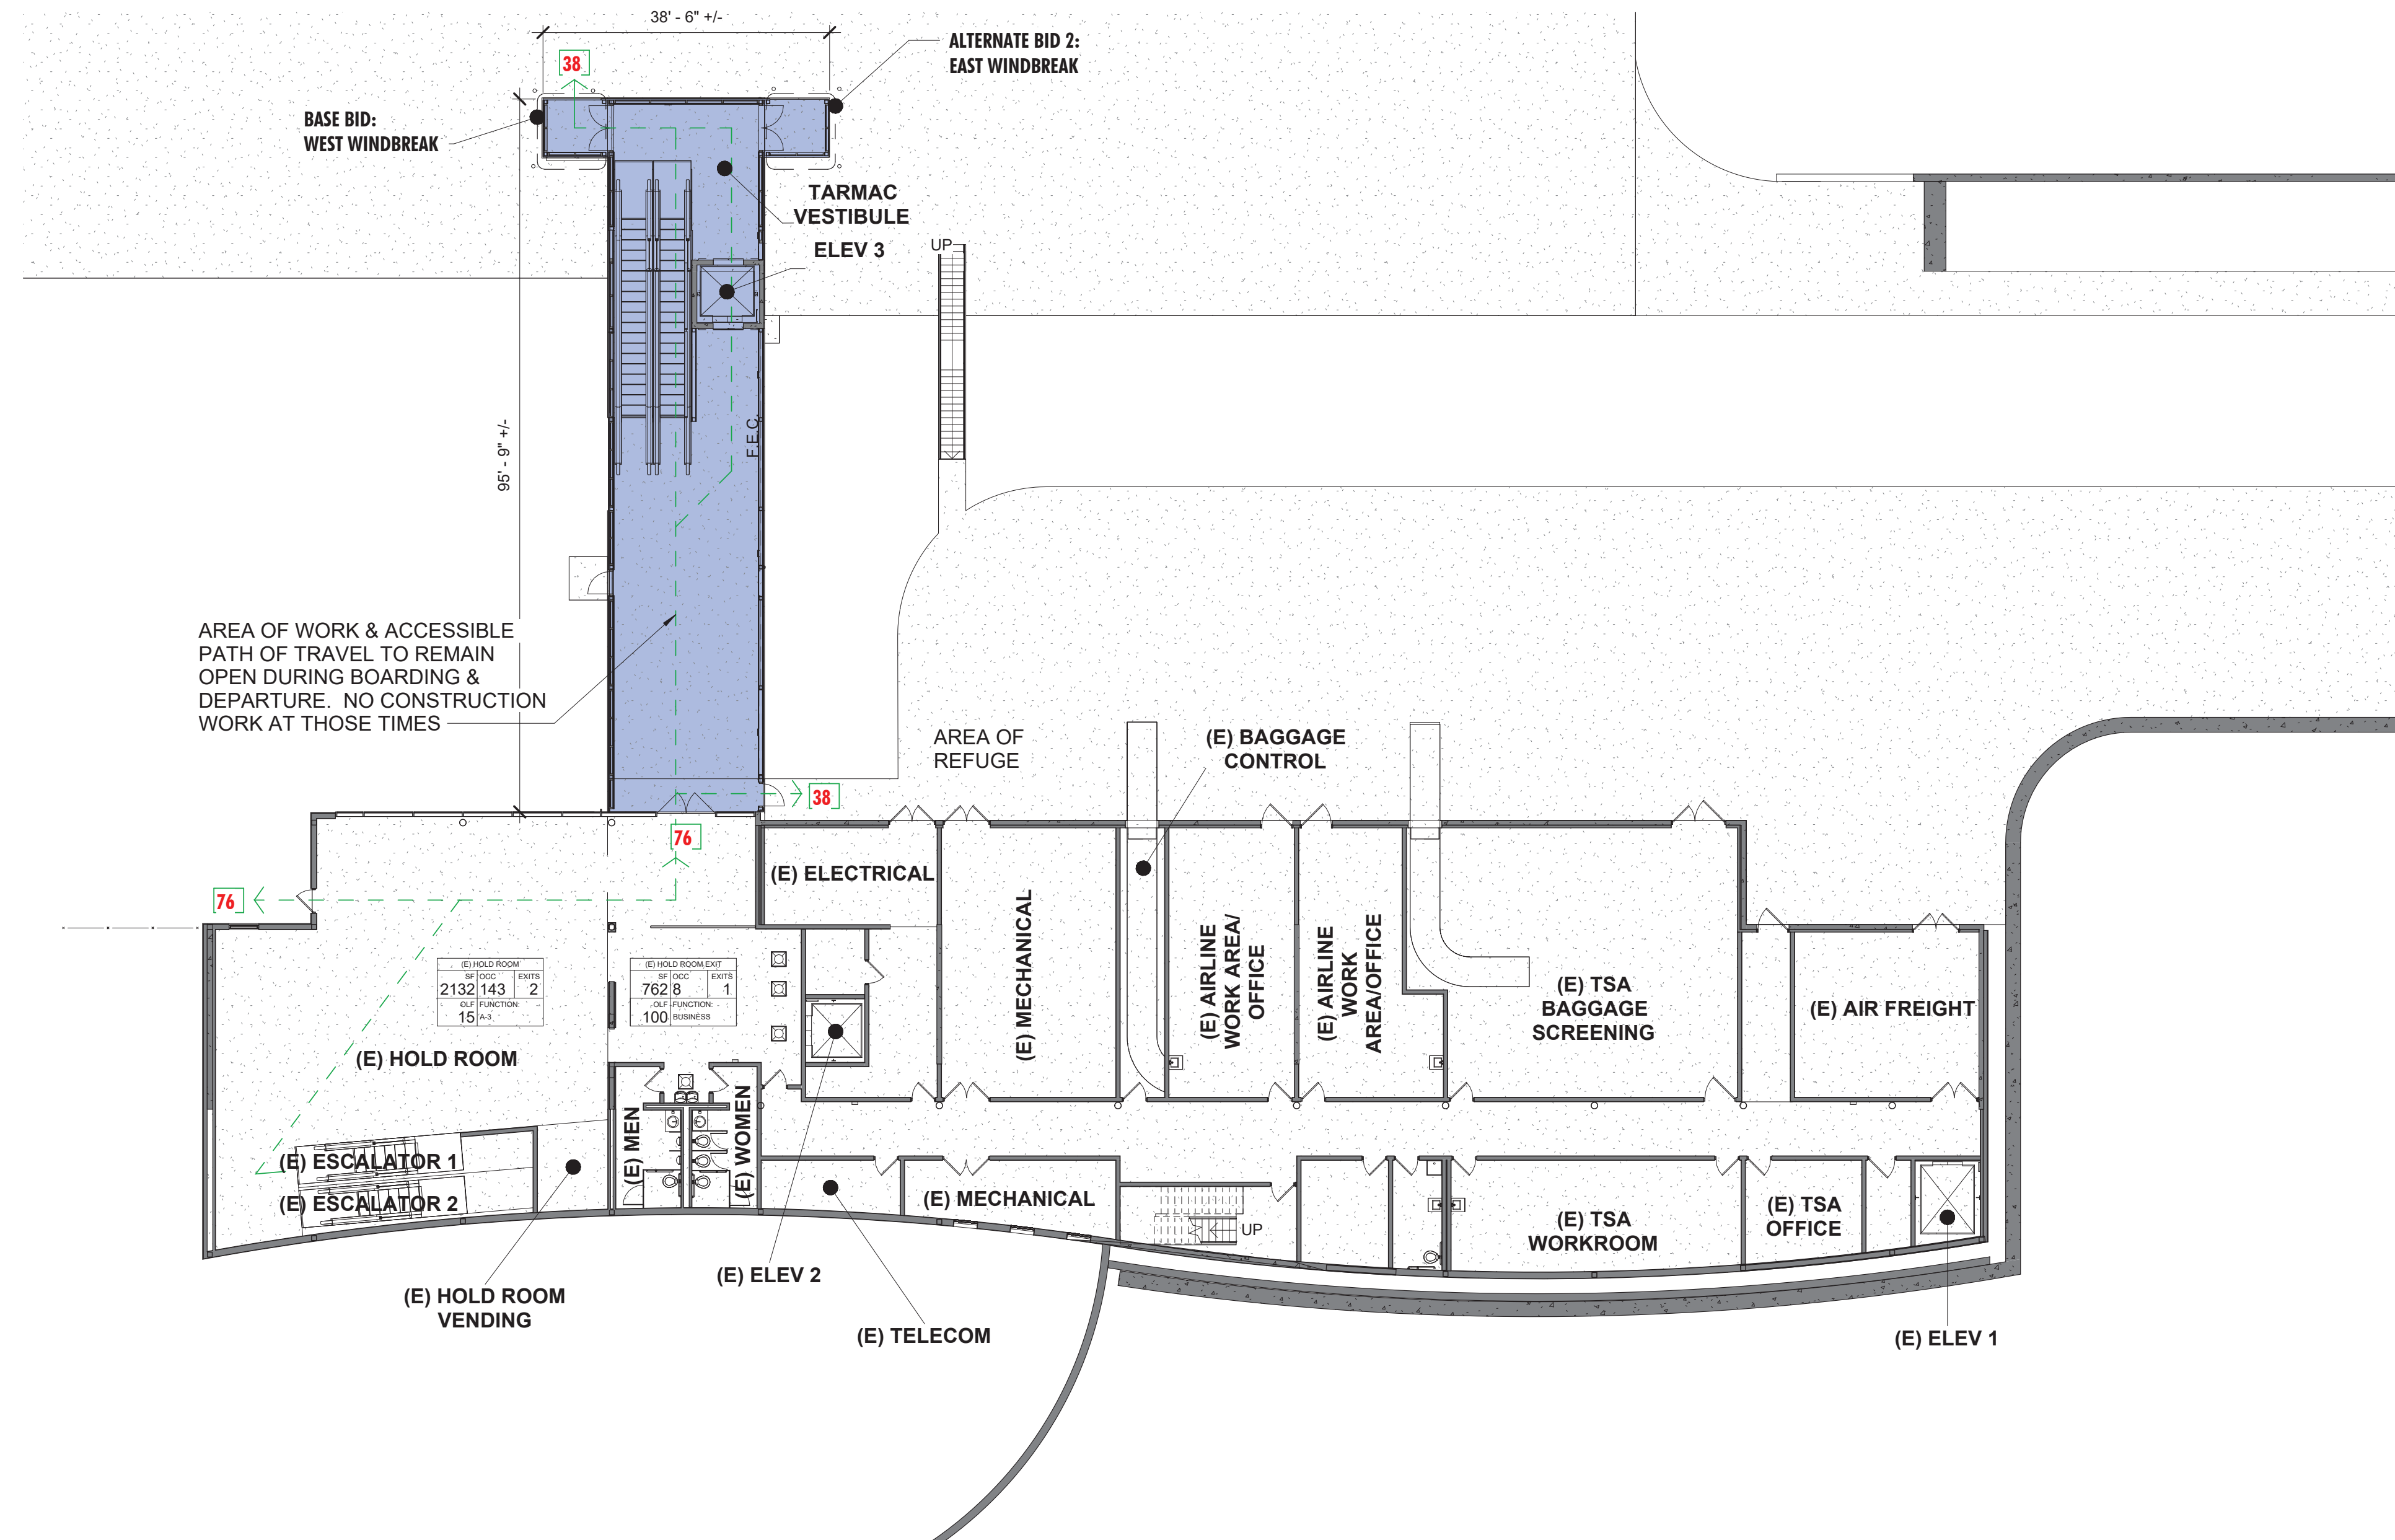 38' - 6" +/-
ALTERNATE BID 2:
EAST WINDBREAK
38
BASE BID:
WEST WINDBREAK
TARMAC
VESTIBULE
ELEV 3
UP
F.E.C.
95' - 9" +/-
AREA OF WORK & ACCESSIBLE
PATH OF TRAVEL TO REMAIN
OPEN DURING BOARDING &
DEPARTURE.  NO CONSTRUCTION
WORK AT THOSE TIMES
AREA OF
REFUGE
(E) BAGGAGE
CONTROL
38
76
76
(E) ELECTRICAL
(E) MECHANICAL
(E) AIRLINE
WORK AREA/
OFFICE
(E) AIRLINE
WORK
AREA/OFFICE
(E) TSA
BAGGAGE
SCREENING
(E) AIR FREIGHT
(E) HOLD ROOM
SF OCC EXITS
2132 143 2
OLF FUNCTION:
15 A-3
(E) HOLD ROOM EXIT
SF OCC EXITS
762 8 1
OLF FUNCTION:
100 BUSINESS
(E) HOLD ROOM
(E) MEN
(E) WOMEN
(E) ESCALATOR 1
(E) ESCALATOR 2
(E) MECHANICAL
UP
(E) TSA
WORKROOM
(E) TSA
OFFICE
(E) HOLD ROOM
VENDING
(E) ELEV 2
(E) TELECOM
(E) ELEV 1